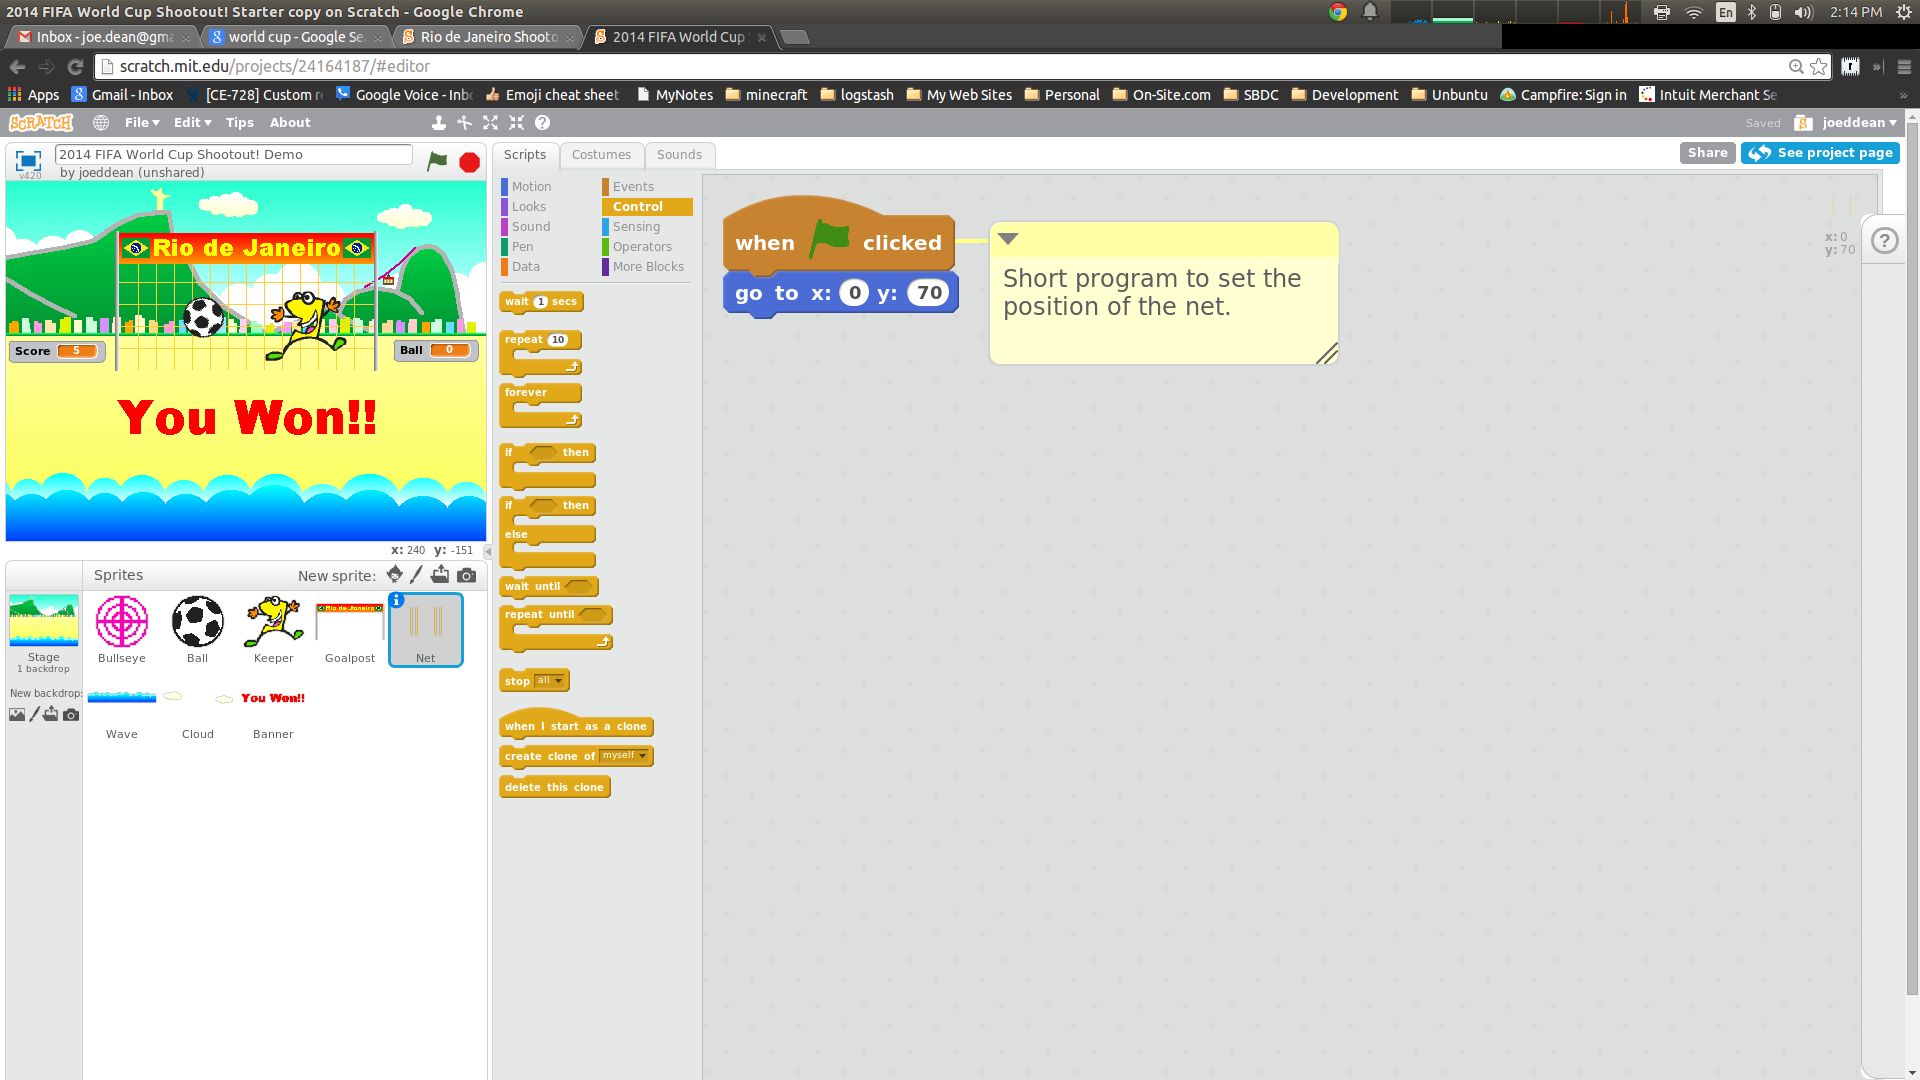 2014 FIFA World Cup Shootout! Starter copy on Scratch - Google Chrome
En
2:14 PM
Inbox - joe.dean@gma
world cup - Google Se
Rio de Janeiro Shooto
2014 FIFA World Cup
scratch.mit.edu/projects/24164187/#editor
Apps
Gmail - Inbox
[CE-728] Custom r
Google Voice - Inb
Emoji cheat sheet
MyNotes
minecraft
logstash
My Web Sites
Personal
On-Site.com
SBDC
Development
Unbuntu
Campfire: Sign in
Intuit Merchant Se
SCRATCH
File
Edit
Tips
About
Saved
joeddean
v420
2014 FIFA World Cup Shootout! Demo
by joeddean (unshared)
Scripts
Costumes
Sounds
Share
See project page
Rio de Janeiro
Score 5
Ball 0
You Won!!
x: 240 y: -151
Motion
Looks
Sound
Pen
Data
Events
Control
Sensing
Operators
More Blocks
wait 1 secs
repeat 10
forever
if then
if then
else
wait until
repeat until
stop all
when I start as a clone
create clone of myself
delete this clone
when clicked
go to x: 0 y: 70
Short program to set the
position of the net.
x: 0
y: 70
?
Sprites
New sprite:
Stage
1 backdrop
New backdrop:
Bullseye
Ball
Rio de Janeiro
Keeper
Goalpost
Net
You Won!!
Wave
Cloud
Banner